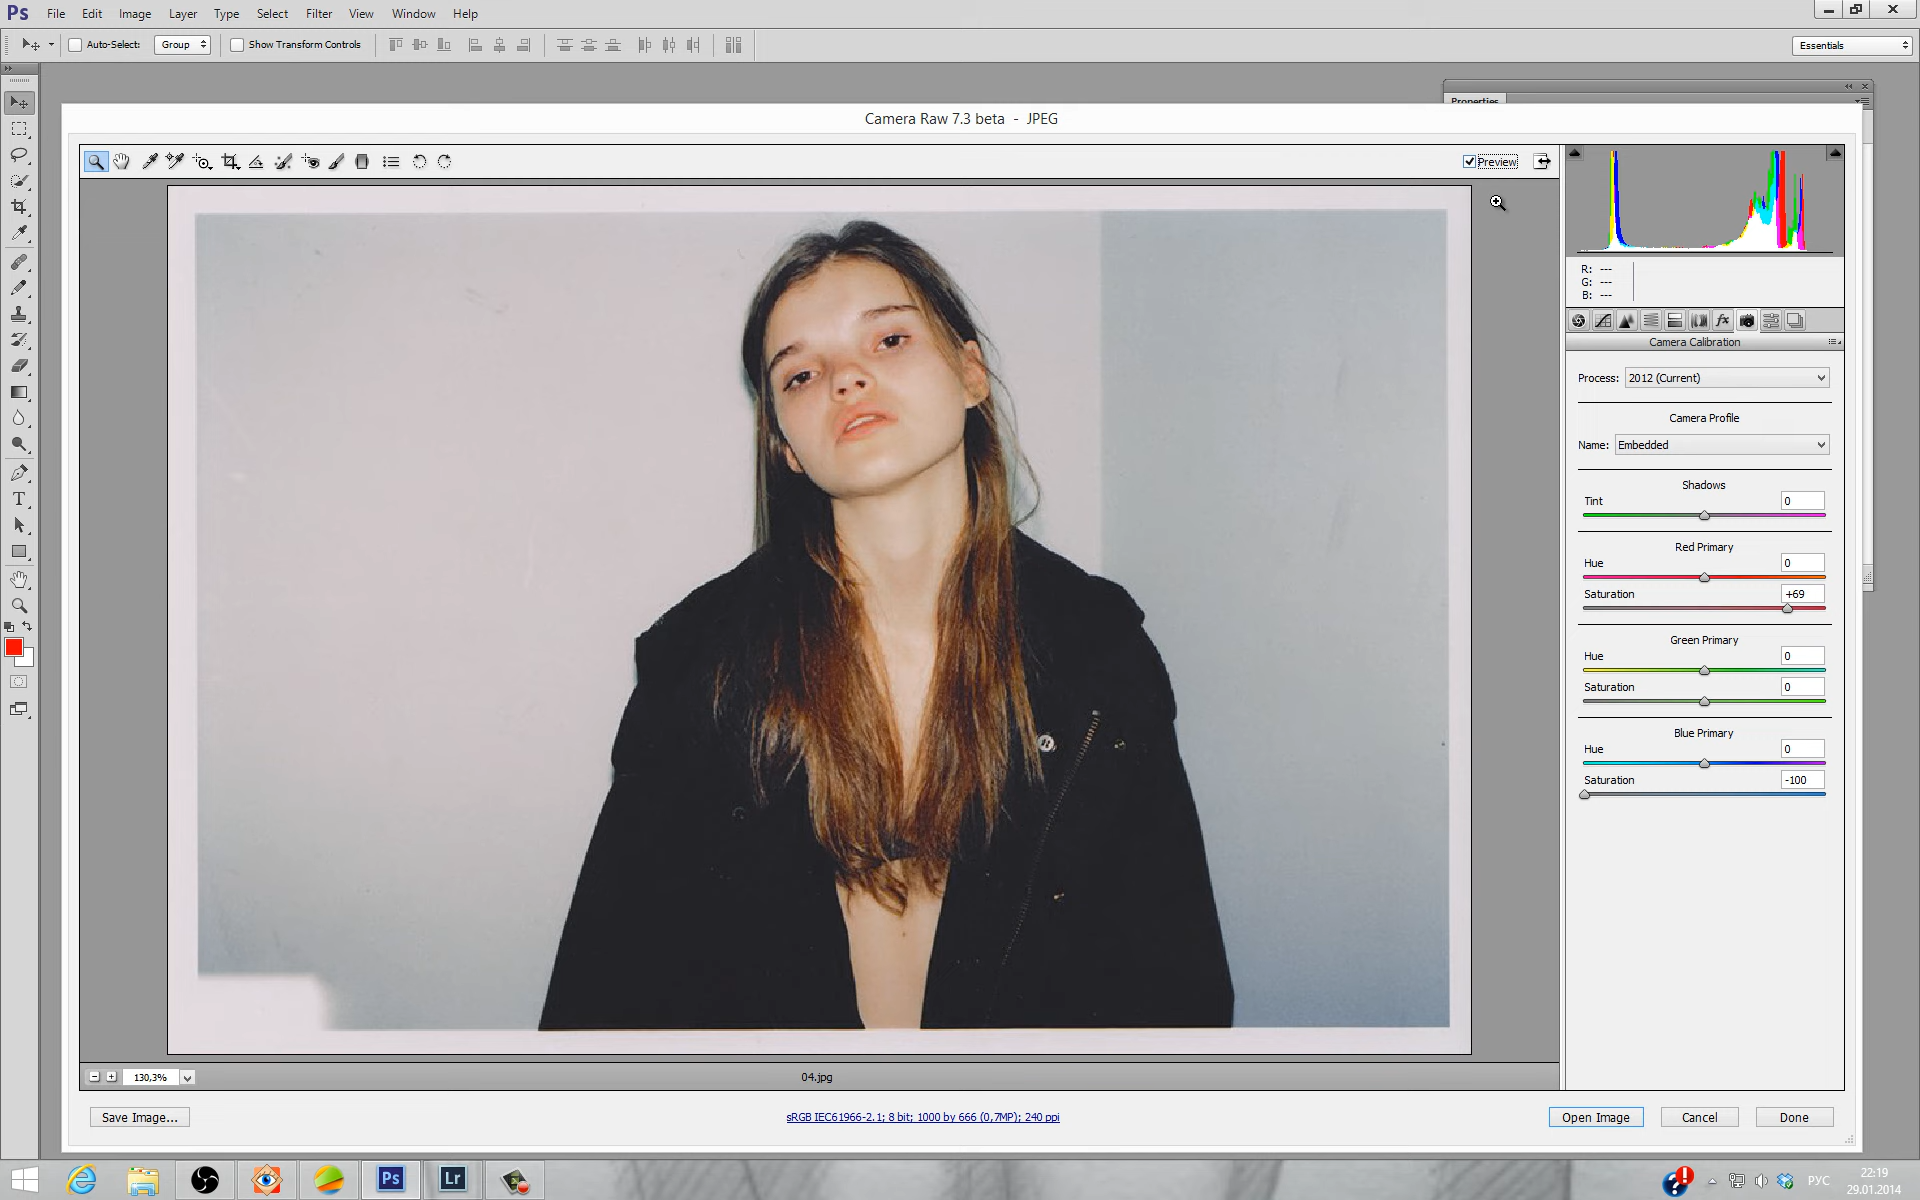 Ps File Edit Image Layer Type Select Filter View Window Help
Auto-Select: Group Show Transform Controls Essentials
Properties
Camera Raw 7.3 beta - JPEG
Preview
R: ---
G: ---
B: ---
Camera Calibration
Process: 2012 (Current)
Camera Profile
Name: Embedded
Shadows
Tint 0
Red Primary
Hue 0
Saturation +69
Green Primary
Hue 0
Saturation 0
Blue Primary
Hue 0
Saturation -100
130,3% 04.jpg
Save Image... sRGB IEC61966-2.1; 8 bit; 1000 by 666 (0,7MP); 240 ppi Open Image Cancel Done
Ps Lr РУС 22:19
29.01.2014